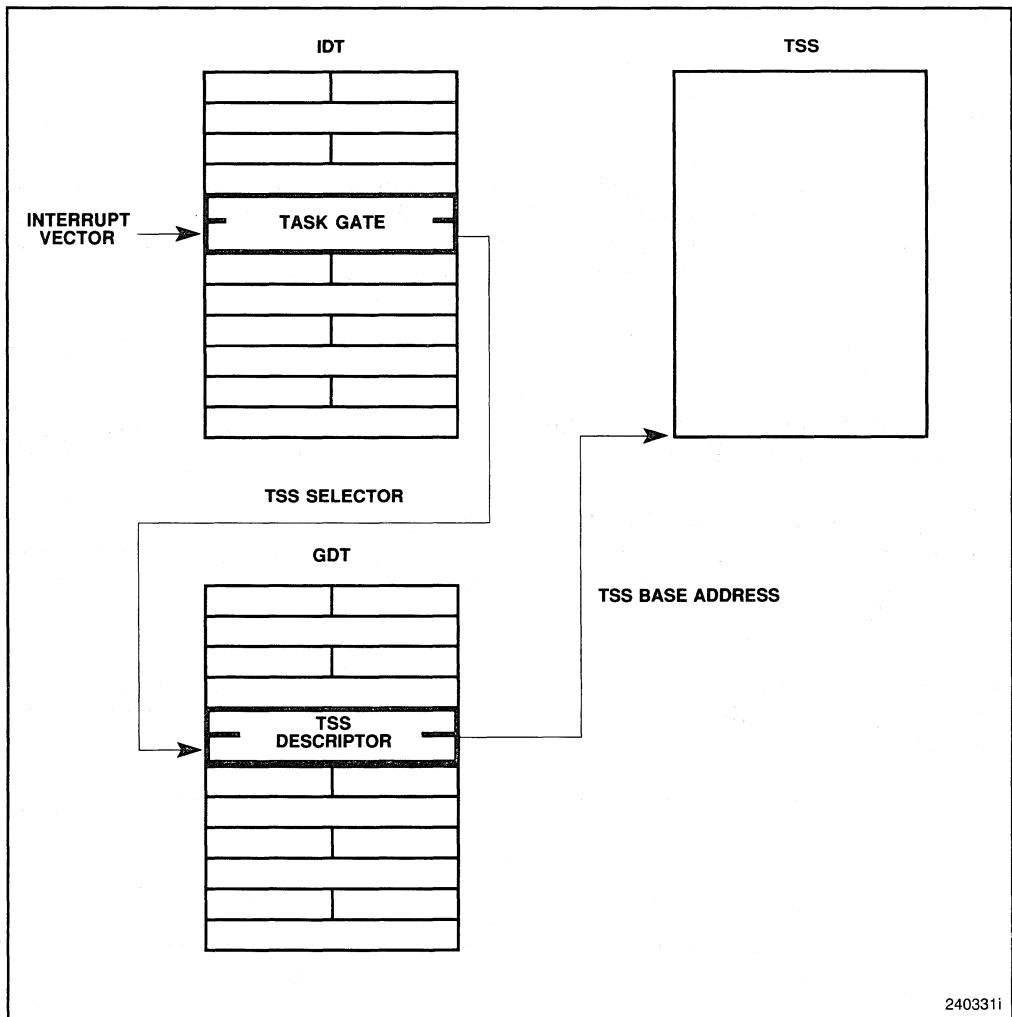 IDT
TSS
INTERRUPT
VECTOR
TASK GATE
TSS SELECTOR
GDT
TSS BASE ADDRESS
TSS
DESCRIPTOR
240331i